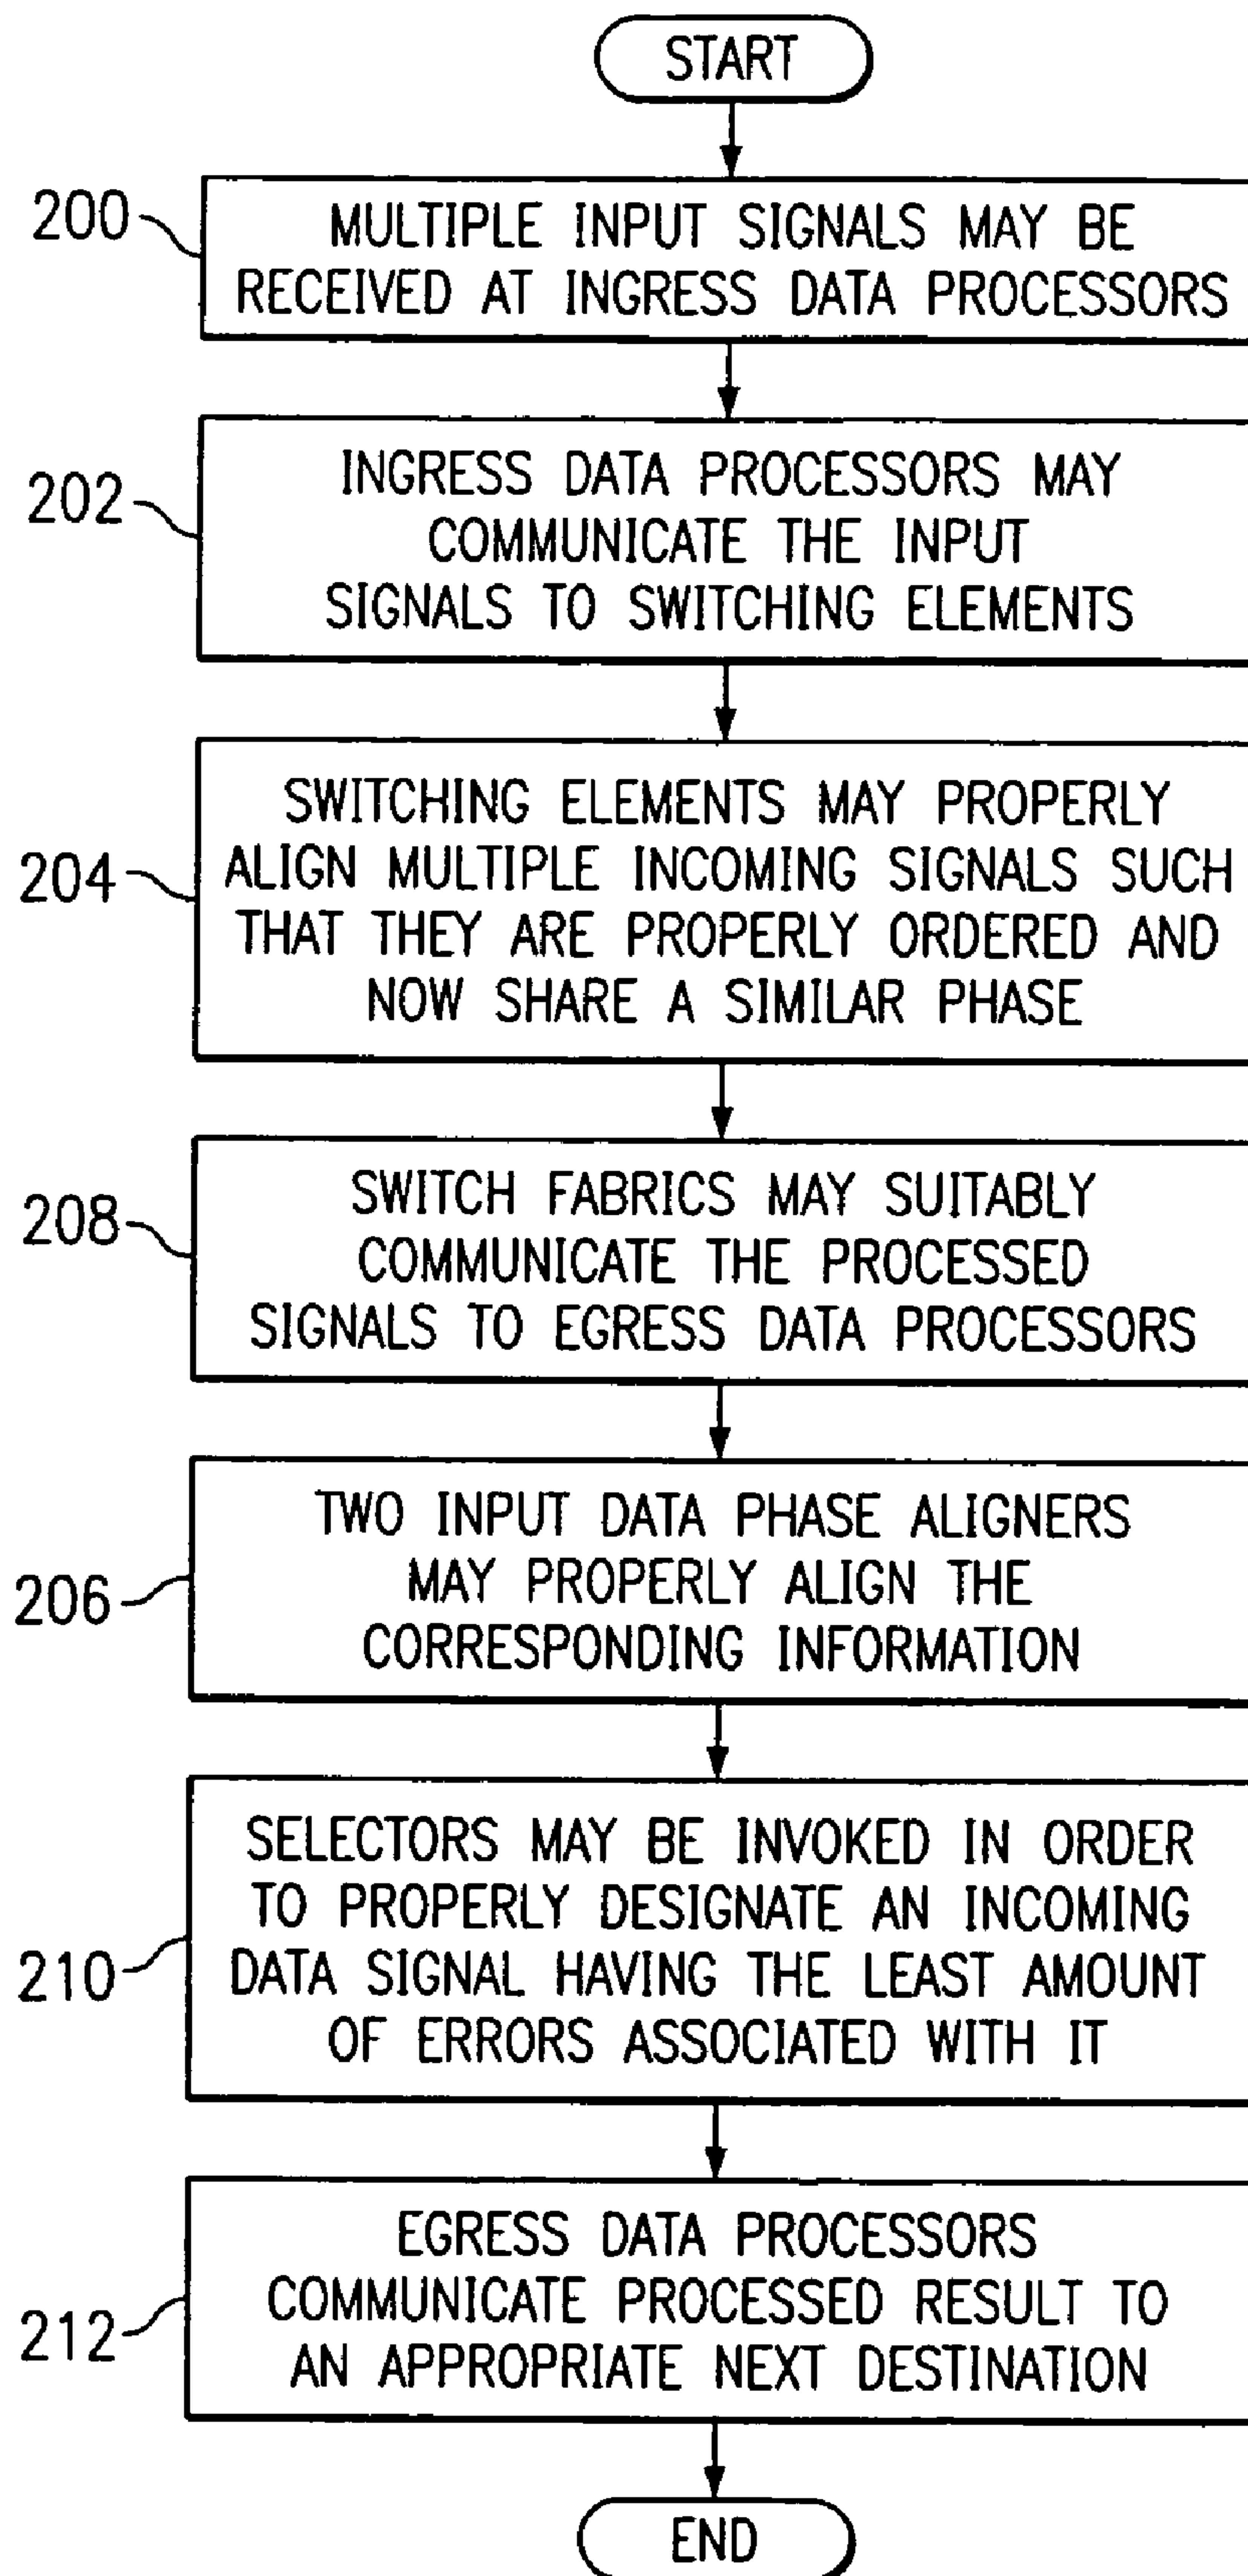 START
200
MULTIPLE INPUT SIGNALS MAY BE
RECEIVED AT INGRESS DATA PROCESSORS
202
INGRESS DATA PROCESSORS MAY
COMMUNICATE THE INPUT
SIGNALS TO SWITCHING ELEMENTS
204
SWITCHING ELEMENTS MAY PROPERLY
ALIGN MULTIPLE INCOMING SIGNALS SUCH
THAT THEY ARE PROPERLY ORDERED AND
NOW SHARE A SIMILAR PHASE
208
SWITCH FABRICS MAY SUITABLY
COMMUNICATE THE PROCESSED
SIGNALS TO EGRESS DATA PROCESSORS
206
TWO INPUT DATA PHASE ALIGNERS
MAY PROPERLY ALIGN THE
CORRESPONDING INFORMATION
210
SELECTORS MAY BE INVOKED IN ORDER
TO PROPERLY DESIGNATE AN INCOMING
DATA SIGNAL HAVING THE LEAST AMOUNT
OF ERRORS ASSOCIATED WITH IT
212
EGRESS DATA PROCESSORS
COMMUNICATE PROCESSED RESULT TO
AN APPROPRIATE NEXT DESTINATION
END